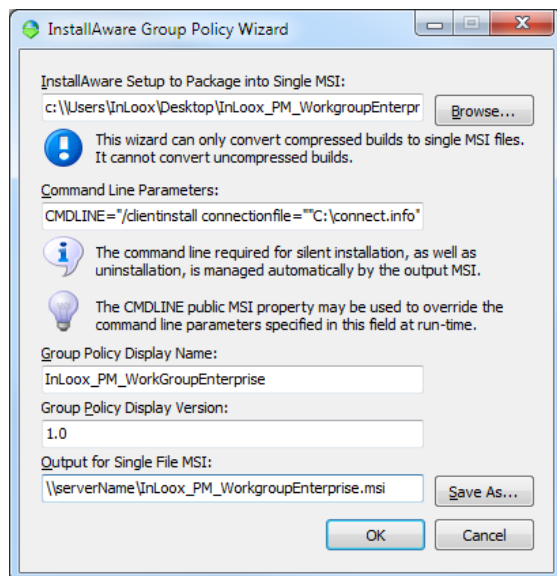 InstallAware Group Policy Wizard
InstallAware Setup to Package into Single MSI:
c:\\Users\InLoox\Desktop\InLoox_PM_WorkgroupEnterpr
Browse...
This wizard can only convert compressed builds to single MSI files.
It cannot convert uncompressed builds.
Command Line Parameters:
CMDLINE="/clientinstall connectionfile=""C:\connect.info"
The command line required for silent installation, as well as
uninstallation, is managed automatically by the output MSI.
The CMDLINE public MSI property may be used to override the
command line parameters specified in this field at run-time.
Group Policy Display Name:
InLoox_PM_WorkGroupEnterprise
Group Policy Display Version:
1.0
Output for Single File MSI:
\\serverName\InLoox_PM_WorkgroupEnterprise.msi
Save As...
OK
Cancel